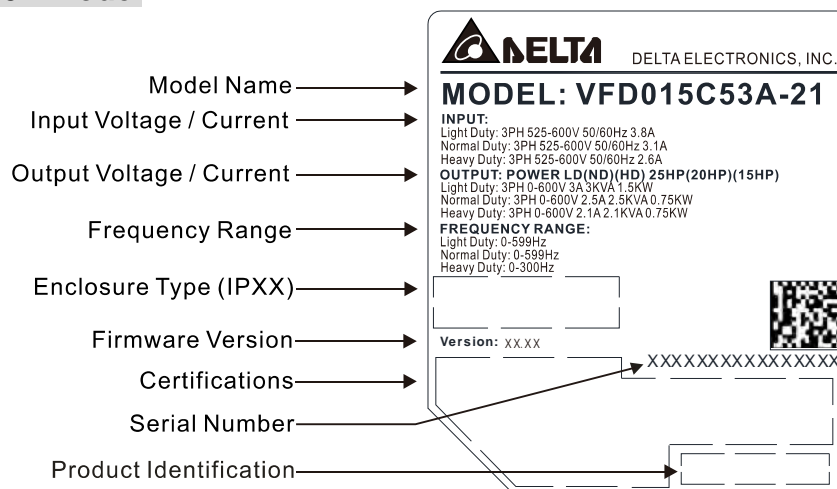 DELTA DELTA ELECTRONICS, INC.
Model Name
MODEL: VFD015C53A-21
Input Voltage / Current
INPUT:
Light Duty: 3PH 525-600V 50/60Hz 3.8A
Normal Duty: 3PH 525-600V 50/60Hz 3.1A
Heavy Duty: 3PH 525-600V 50/60Hz 2.6A
Output Voltage / Current
OUTPUT: POWER LD(ND)(HD) 25HP(20HP)(15HP)
Light Duty: 3PH 0-600V 3A 3KVA 1.5KW
Normal Duty: 3PH 0-600V 2.5A 2.5KVA 0.75KW
Heavy Duty: 3PH 0-600V 2.1A 2.1KVA 0.75KW
Frequency Range
FREQUENCY RANGE:
Light Duty: 0-599Hz
Normal Duty: 0-599Hz
Heavy Duty: 0-300Hz
Enclosure Type (IPXX)
Firmware Version
Version: XX.XX
Certifications
XXXXXXXXXXXXXXXX
Serial Number
Product Identification